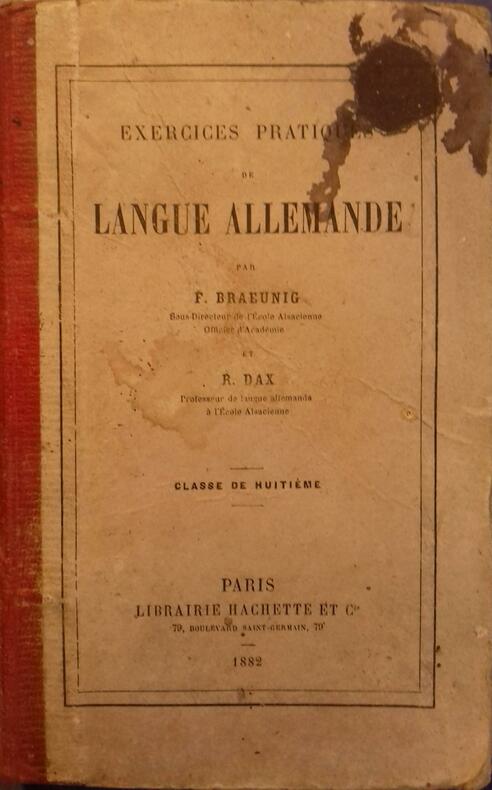 EXERCICES PRATIQUES
DE
LANGUE ALLEMANDE
PAR
F. BRAEUNIG
Sous-Directeur de l'École Alsacienne
Officier d'Académie
ET
R. DAX
Professeur de langue allemande
à l'École Alsacienne
CLASSE DE HUITIÈME
PARIS
LIBRAIRIE HACHETTE ET Cie
79, BOULEVARD SAINT-GERMAIN, 79
1882